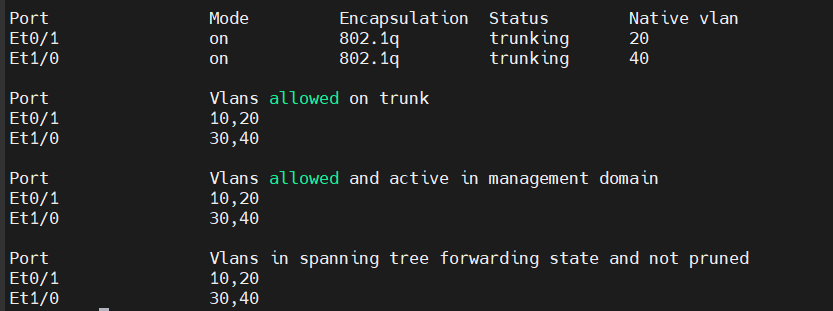 Port                Mode         Encapsulation  Status        Native vlan
Et0/1               on           802.1q         trunking      20
Et1/0               on           802.1q         trunking      40
Port                Vlans allowed on trunk
Et0/1               10,20
Et1/0               30,40
Port                Vlans allowed and active in management domain
Et0/1               10,20
Et1/0               30,40
Port                Vlans in spanning tree forwarding state and not pruned
Et0/1               10,20
Et1/0               30,40